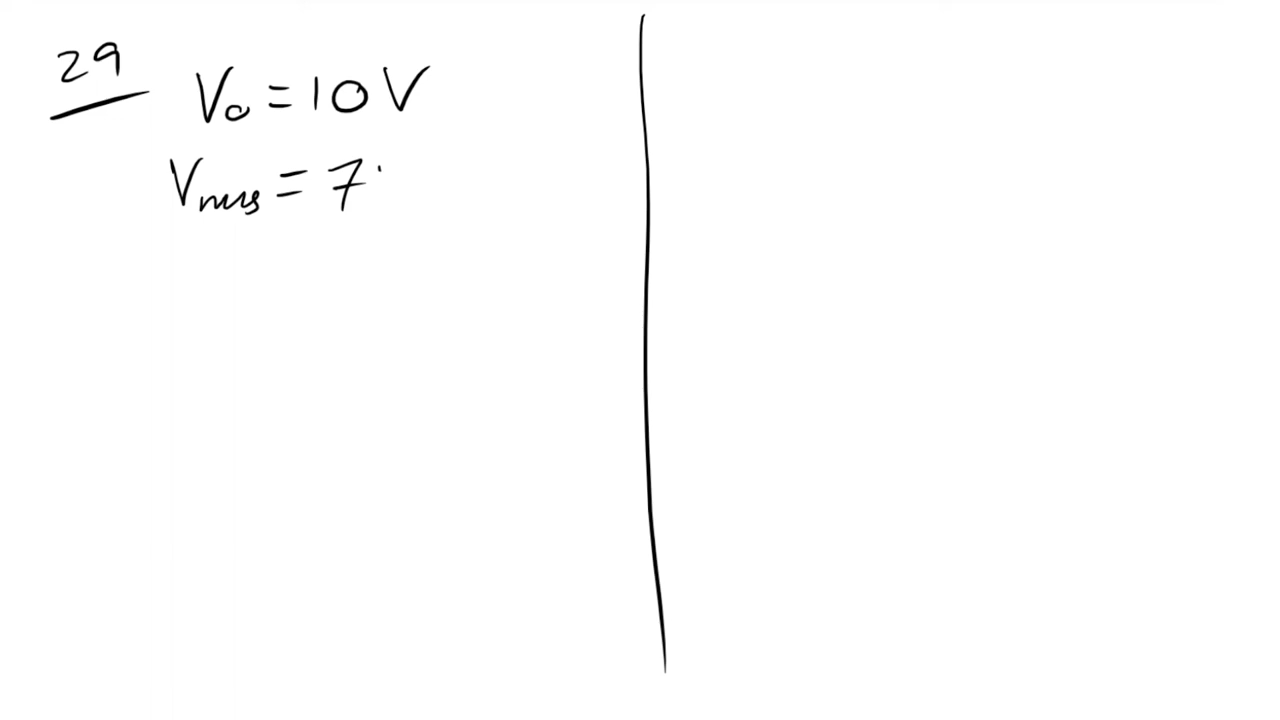 29
V₀ = 10 V
Vrms = 7.